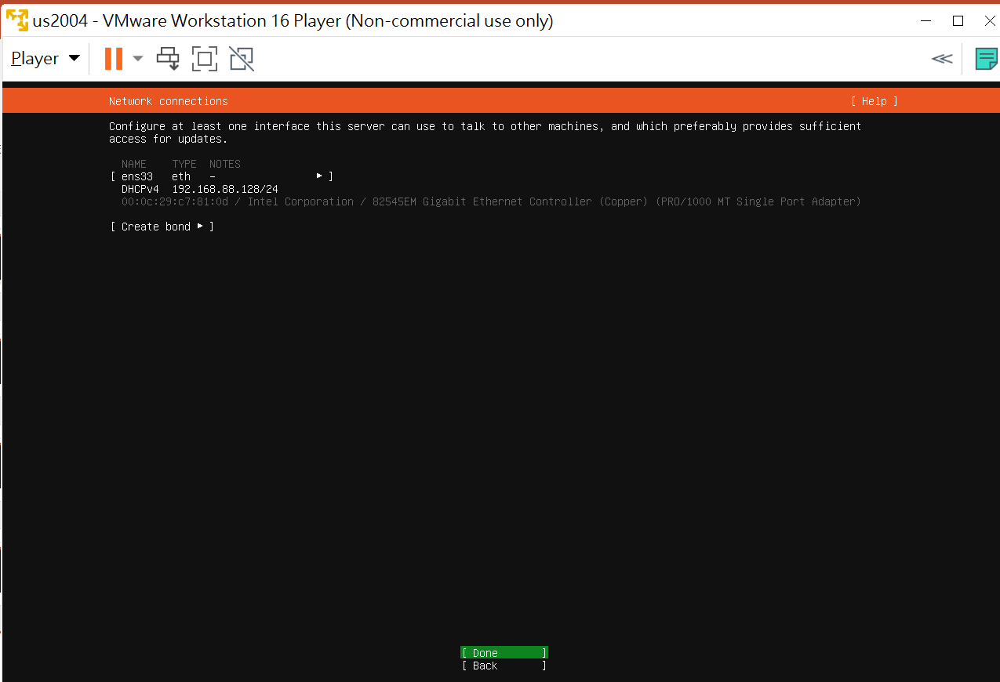 us2004 - VMware Workstation 16 Player (Non-commercial use only)
Player
Network connections [ Help ]
Configure at least one interface this server can use to talk to other machines, and which preferably provides sufficient
access for updates.
NAME TYPE NOTES
[ ens33 eth - ▸ ]
DHCPv4 192.168.88.128/24
00:0c:29:c7:81:0d / Intel Corporation / 82545EM Gigabit Ethernet Controller (Copper) (PRO/1000 MT Single Port Adapter)
[ Create bond ▸ ]
[ Done ]
[ Back ]